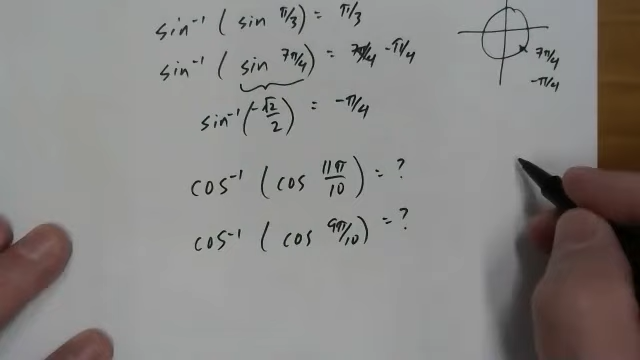 sin⁻¹ ( sin π/3 ) = π/3
sin⁻¹ ( sin 7π/4 ) = 7π/4 -π/4
sin⁻¹ ( -√2/2 ) = -π/4
cos⁻¹ ( cos 11π/10 ) = ?
cos⁻¹ ( cos 9π/10 ) = ?
7π/4
-π/4